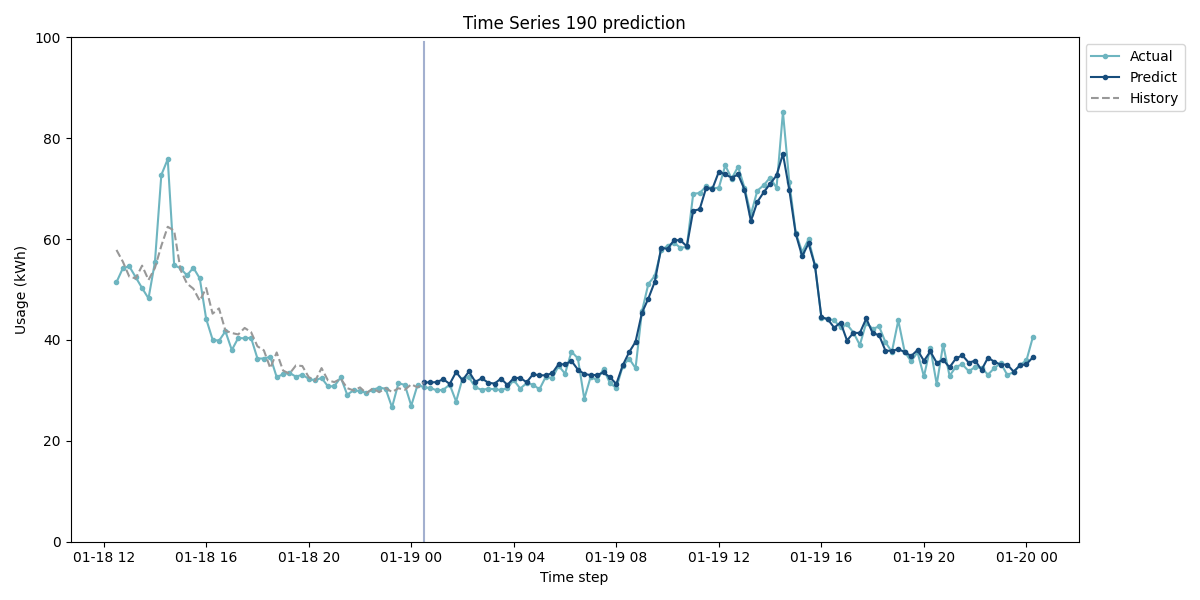 Time Series 190 prediction
100
80
60
40
20
0
Usage (kWh)
01-18 12 01-18 16 01-18 20 01-19 00 01-19 04 01-19 08 01-19 12 01-19 16 01-19 20 01-20 00
Time step
Actual
Predict
History